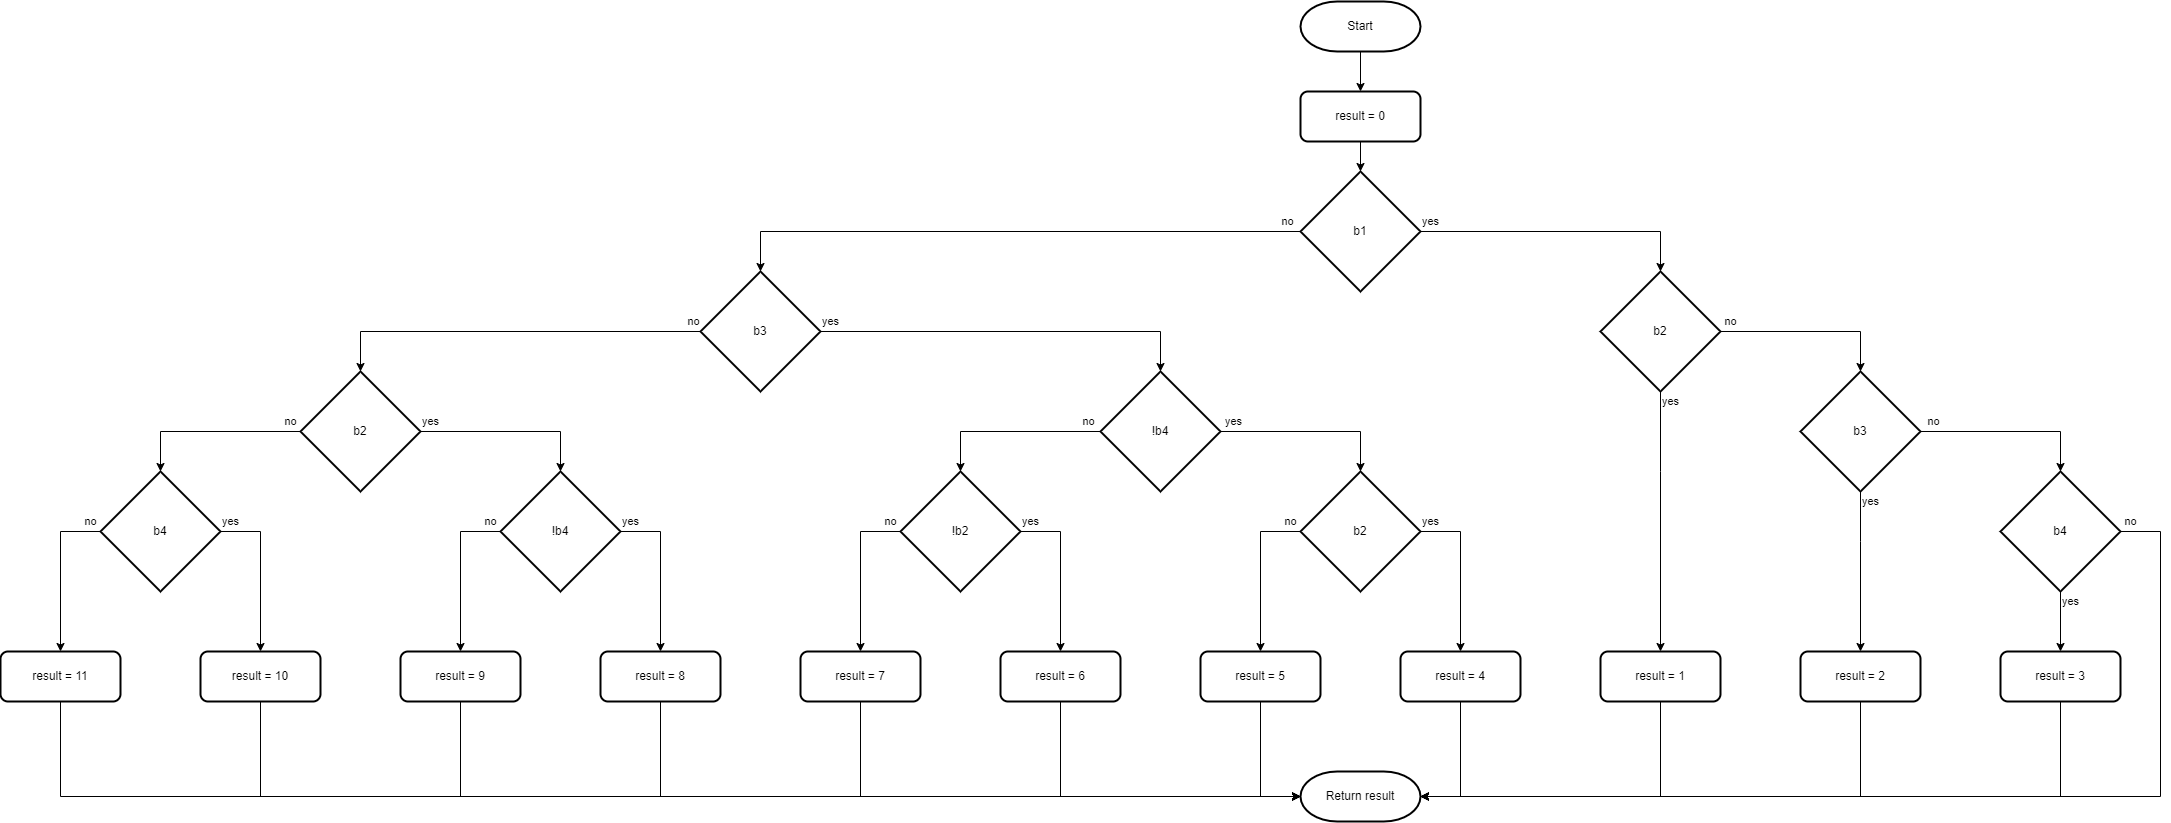 Start
result = 0
b1
no
yes
b3
no
yes
b2
no
yes
b2
no
yes
!b4
no
yes
b3
no
yes
b4
no
yes
!b4
no
yes
!b2
no
yes
b2
no
yes
b4
no
yes
result = 11
result = 10
result = 9
result = 8
result = 7
result = 6
result = 5
result = 4
result = 1
result = 2
result = 3
Return result